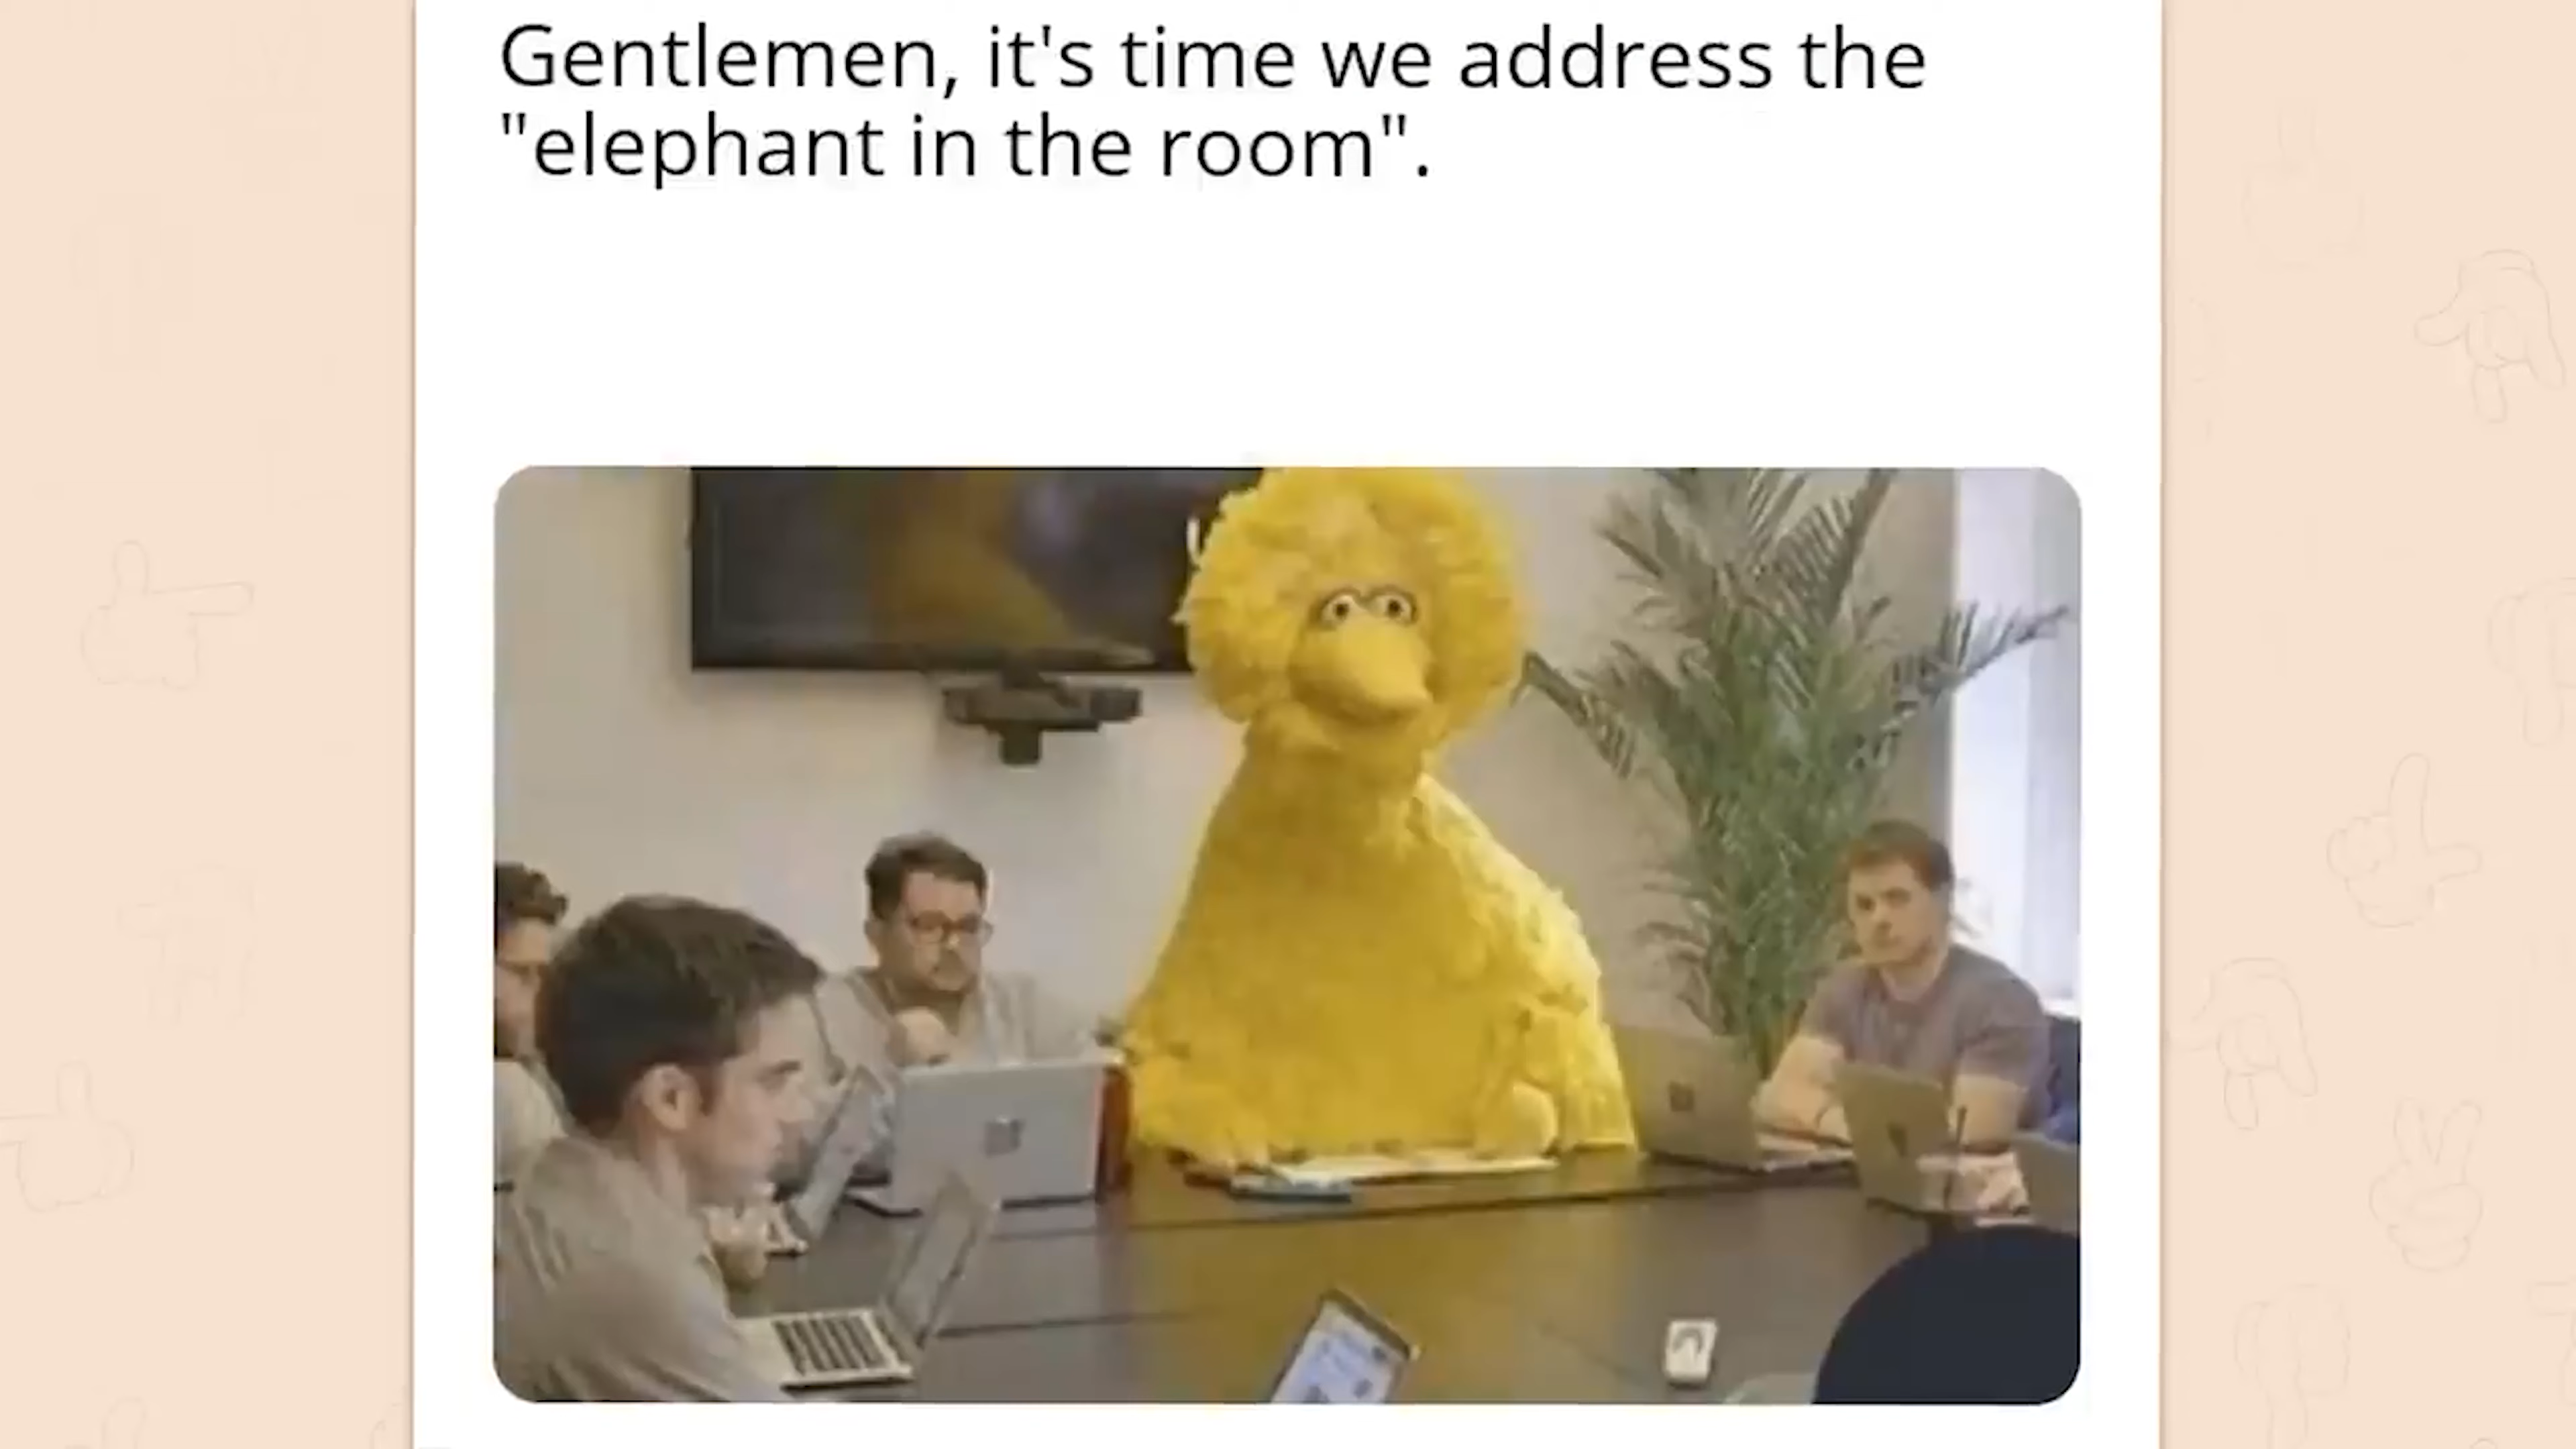 Gentlemen, it's time we address the
"elephant in the room".